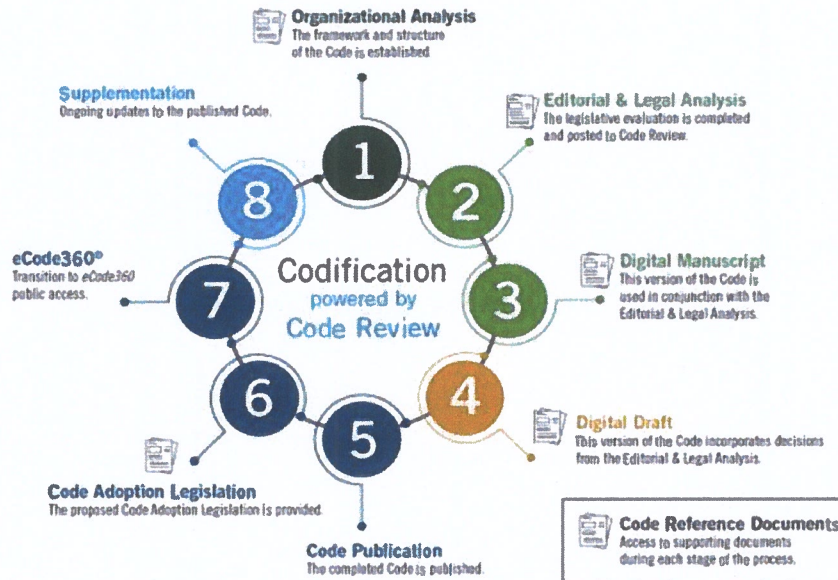 Organizational Analysis
The framework and structure
of the Code is established
1
Editorial & Legal Analysis
The legislative evaluation is completed
and posted to Code Review.
2
Digital Manuscript
This version of the Code is
used in conjunction with the
Editorial & Legal Analysis.
3
Digital Draft
This version of the Code incorporates decisions
from the Editorial & Legal Analysis.
4
Code Publication
The completed Code is published.
5
Code Adoption Legislation
The proposed Code Adoption Legislation is provided.
6
eCode360®
Transition to eCode360
public access.
7
Supplementation
Ongoing updates to the published Code.
8
Codification
powered by
Code Review
Code Reference Documents
Access to supporting documents
during each stage of the process.